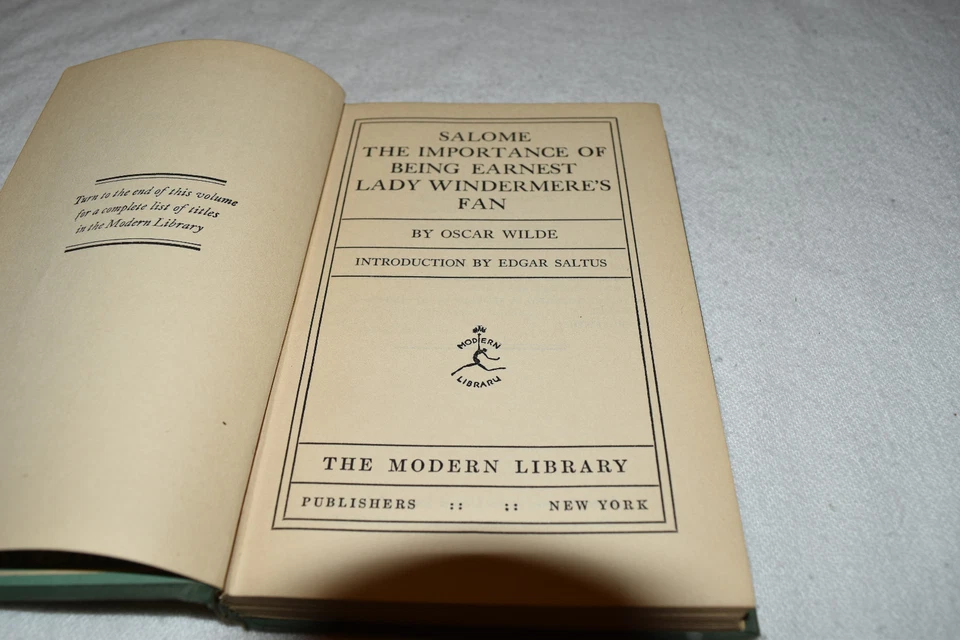 Turn to the end of this volume
for a complete list of titles
in the Modern Library
SALOME
THE IMPORTANCE OF
BEING EARNEST
LADY WINDERMERE'S
FAN
BY OSCAR WILDE
INTRODUCTION BY EDGAR SALTUS
MODERN
LIBRARY
THE MODERN LIBRARY
PUBLISHERS :: :: NEW YORK